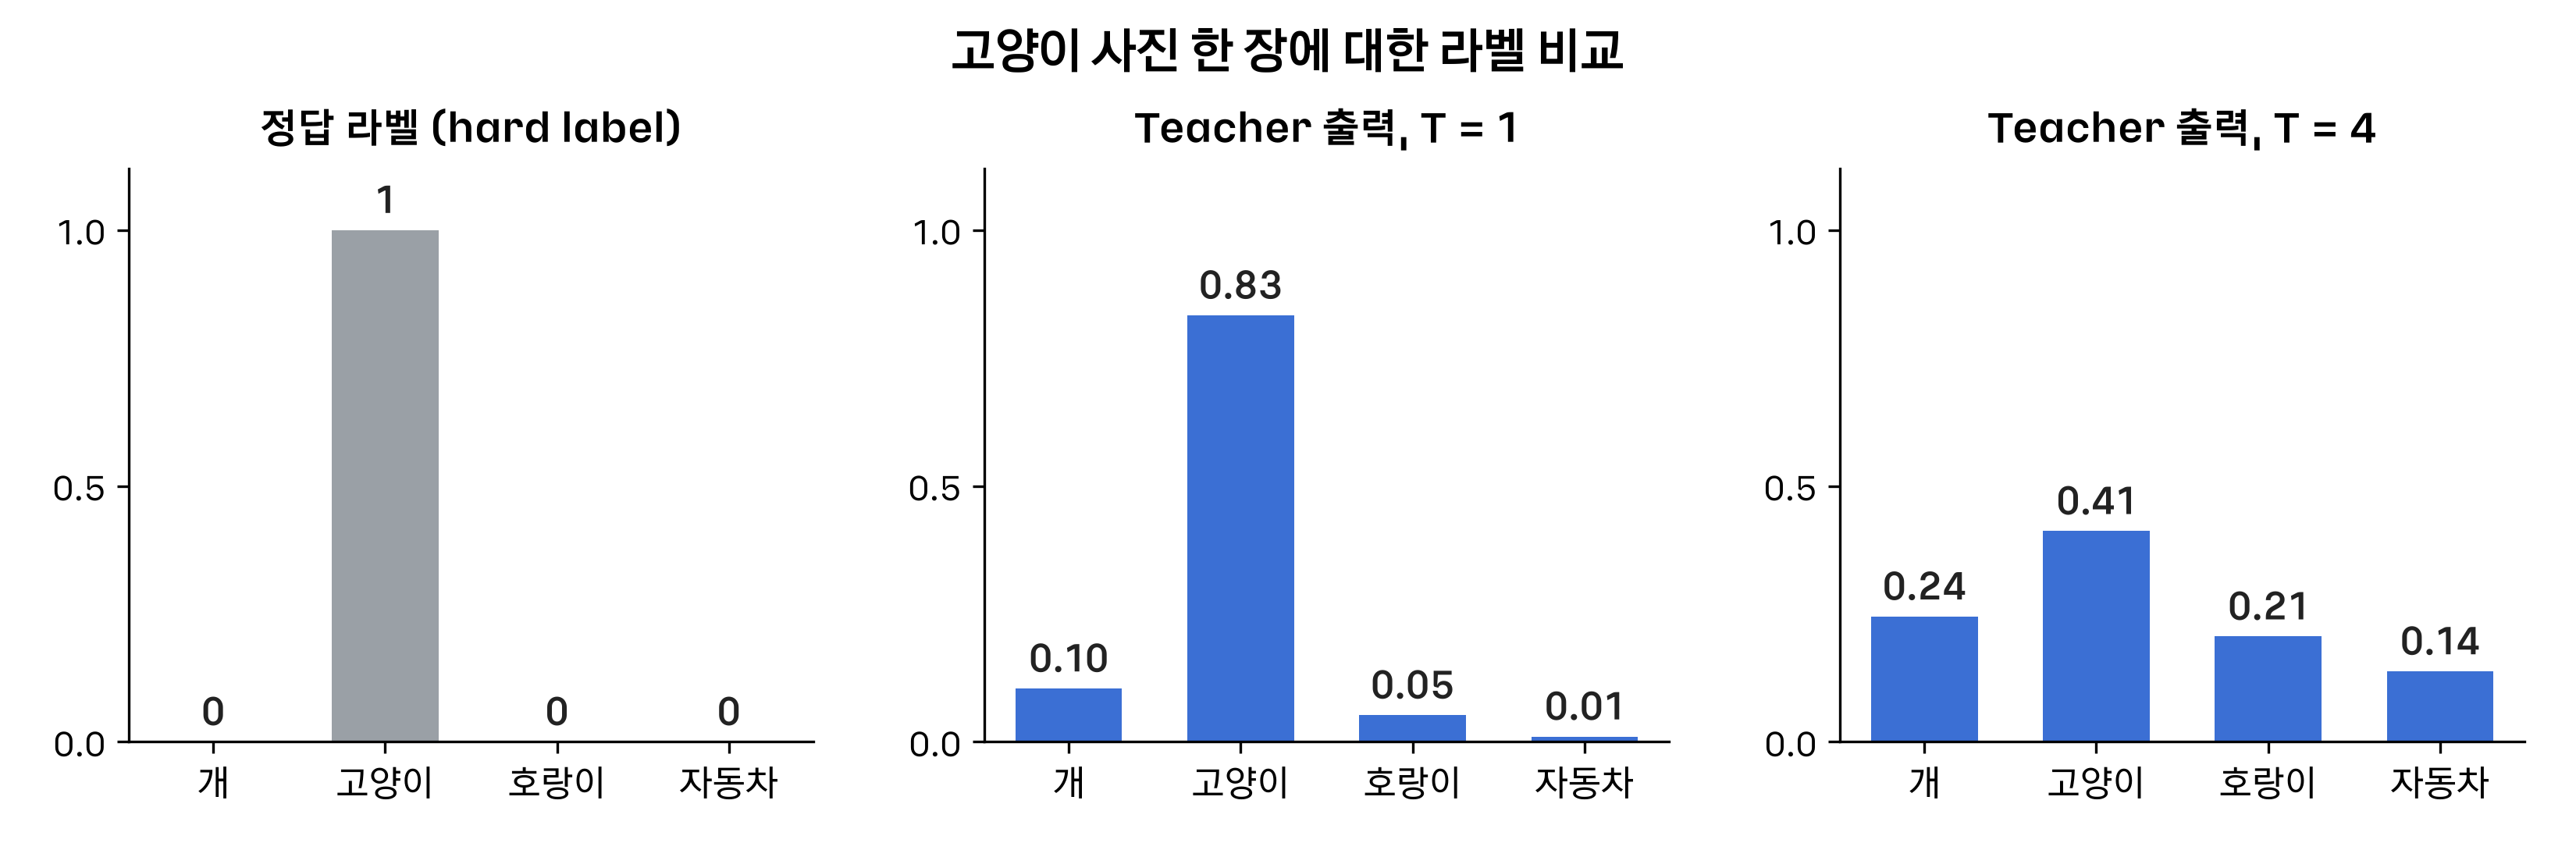 고양이 사진 한 장에 대한 라벨 비교
정답 라벨 (hard label)
1.0
0.5
0.0
0
1
0
0
개
고양이
호랑이
자동차
Teacher 출력, T = 1
1.0
0.5
0.0
0.10
0.83
0.05
0.01
개
고양이
호랑이
자동차
Teacher 출력, T = 4
1.0
0.5
0.0
0.24
0.41
0.21
0.14
개
고양이
호랑이
자동차